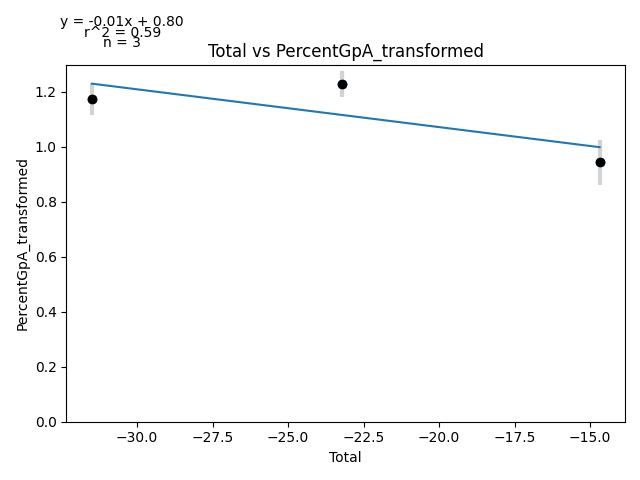 y = -0.01x + 0.80
r^2 = 0.59
n = 3
Total vs PercentGpA_transformed
PercentGpA_transformed
1.2
1.0
0.8
0.6
0.4
0.2
0.0
−30.0 −27.5 −25.0 −22.5 −20.0 −17.5 −15.0
Total